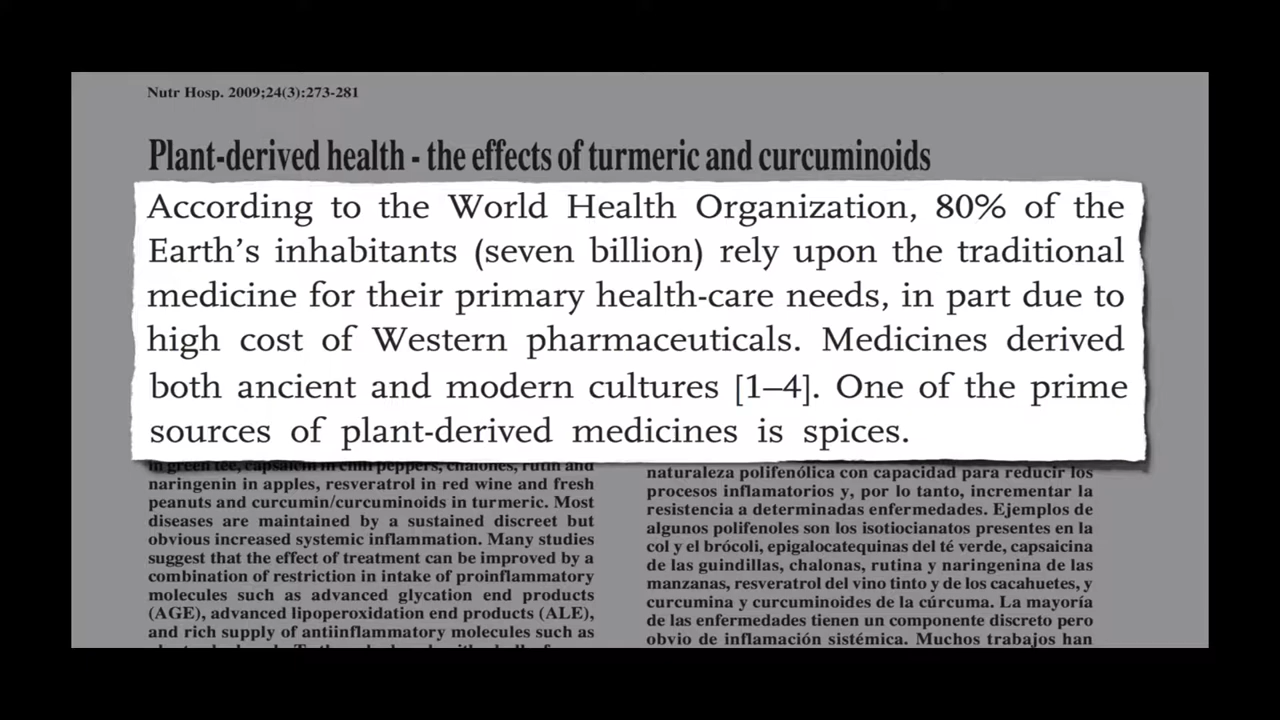 Nutr Hosp. 2009;24(3):273-281
Plant-derived health - the effects of turmeric and curcuminoids
According to the World Health Organization, 80% of the
Earth's inhabitants (seven billion) rely upon the traditional
medicine for their primary health-care needs, in part due to
high cost of Western pharmaceuticals. Medicines derived
both ancient and modern cultures [1–4]. One of the prime
sources of plant-derived medicines is spices.
in green tee, capsaicin in chili peppers, chalones, rutin and
naringenin in apples, resveratrol in red wine and fresh
peanuts and curcumin/curcuminoids in turmeric. Most
diseases are maintained by a sustained discreet but
obvious increased systemic inflammation. Many studies
suggest that the effect of treatment can be improved by a
combination of restriction in intake of proinflammatory
molecules such as advanced glycation end products
(AGE), advanced lipoperoxidation end products (ALE),
and rich supply of antiinflammatory molecules such as
naturaleza polifenólica con capacidad para reducir los
procesos inflamatorios y, por lo tanto, incrementar la
resistencia a determinadas enfermedades. Ejemplos de
algunos polifenoles son los isotiocianatos presentes en la
col y el brócoli, epigalocatequinas del té verde, capsaicina
de las guindillas, chalonas, rutina y naringenina de las
manzanas, resveratrol del vino tinto y de los cacahuetes, y
curcumina y curcuminoides de la cúrcuma. La mayoría
de las enfermedades tienen un componente discreto pero
obvio de inflamación sistémica. Muchos trabajos han